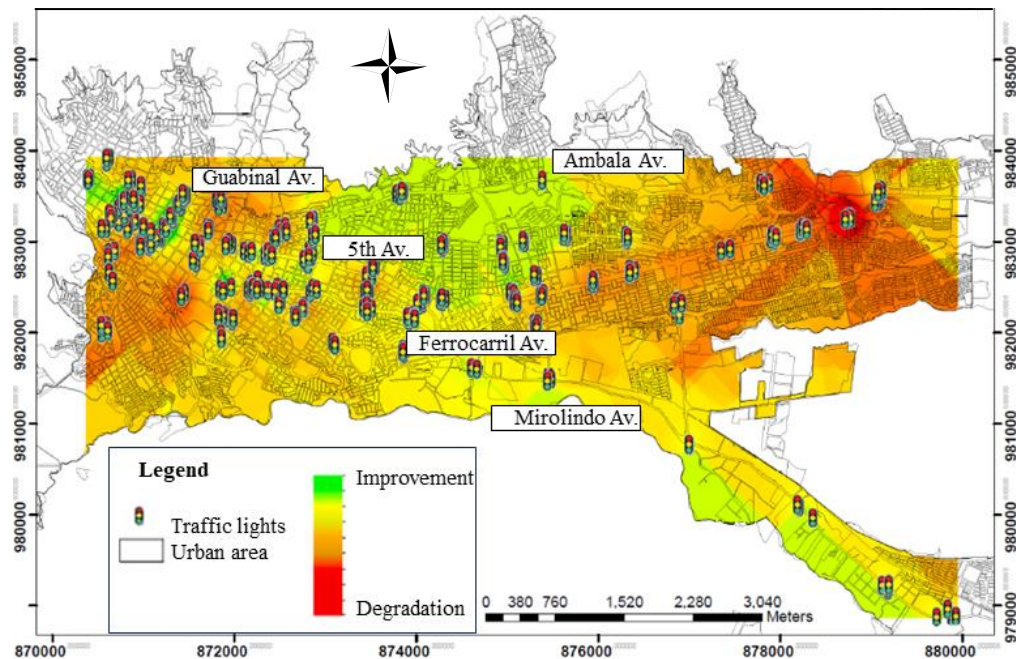 985000
985000
984000
984000
Ambala Av.
Guabinal Av.
983000
983000
5th Av.
982000
982000
Ferrocarril Av.
981000
981000
Mirolindo Av.
Legend
Improvement
Traffic lights
Urban area
Degradation
980000
980000
0 380 760 1,520 2,280 3,040
Meters
979000
870000 872000 874000 876000 878000 880000